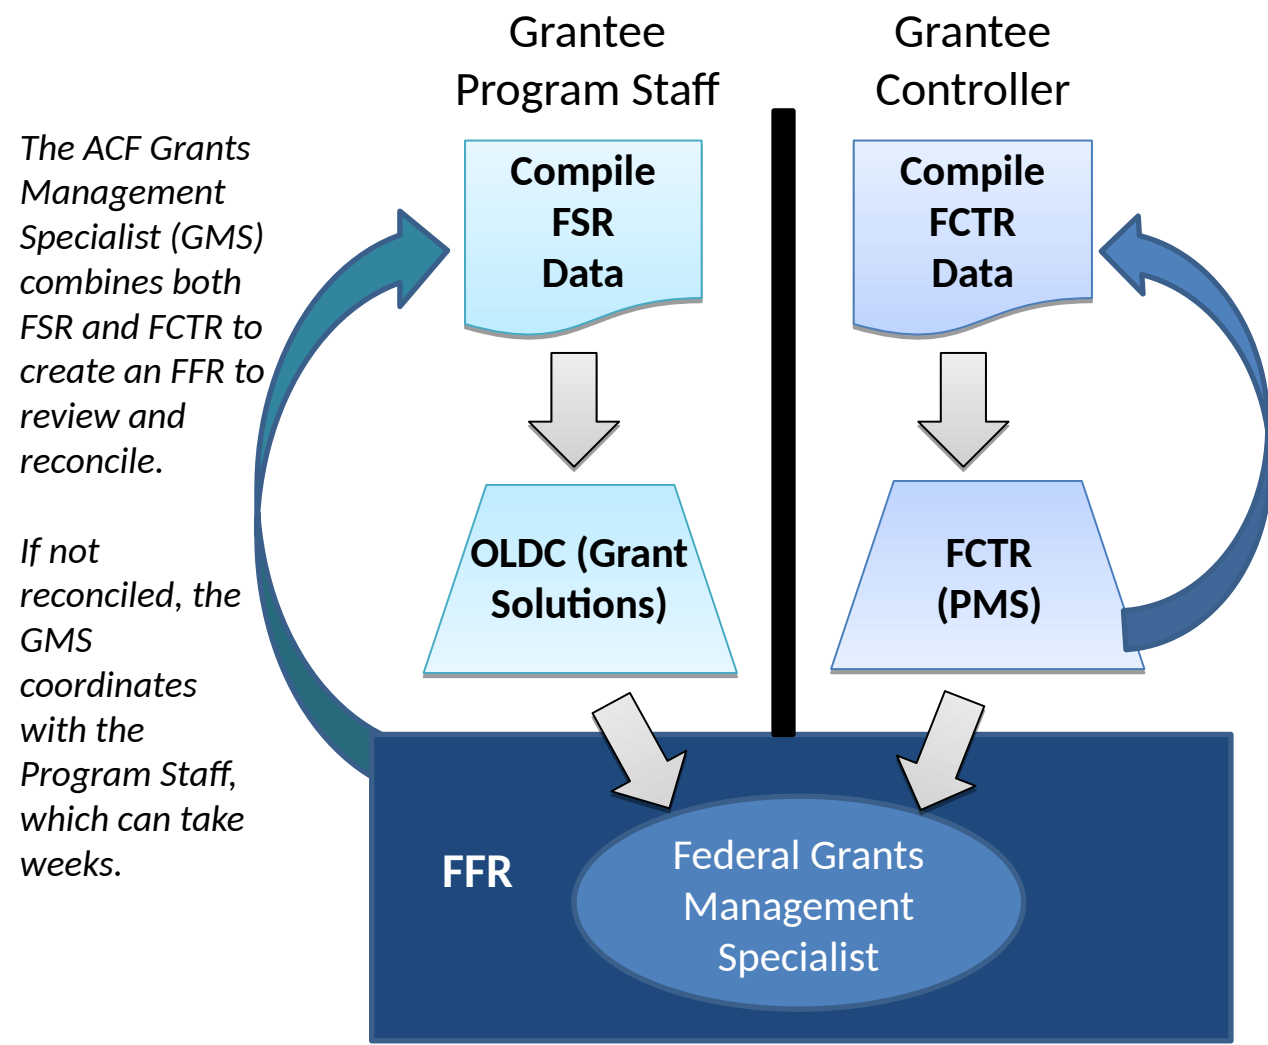 Grantee
Program Staff
Grantee
Controller
The ACF Grants
Management
Specialist (GMS)
combines both
FSR and FCTR to
create an FFR to
review and
reconcile.
If not
reconciled, the
GMS
coordinates
with the
Program Staff,
which can take
weeks.
Compile
FSR
Data
Compile
FCTR
Data
OLDC (Grant
Solutions)
FCTR
(PMS)
FFR
Federal Grants
Management
Specialist